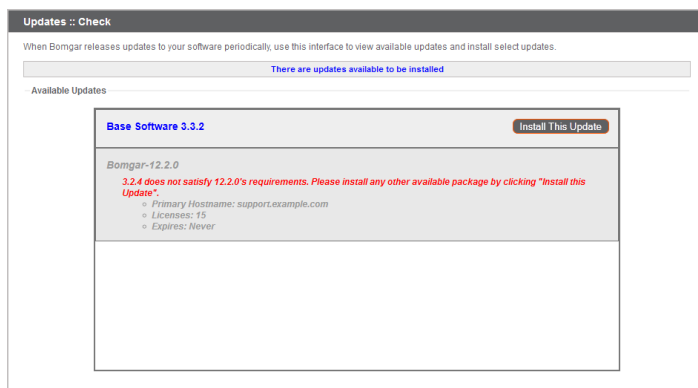 Updates :: Check
When Bomgar releases updates to your software periodically, use this interface to view available updates and install select updates.
There are updates available to be installed
Available Updates
Base Software 3.3.2
Install This Update
Bomgar-12.2.0
3.2.4 does not satisfy 12.2.0's requirements. Please install any other available package by clicking "Install this
Update".
Primary Hostname: support.example.com
Licenses: 15
Expires: Never